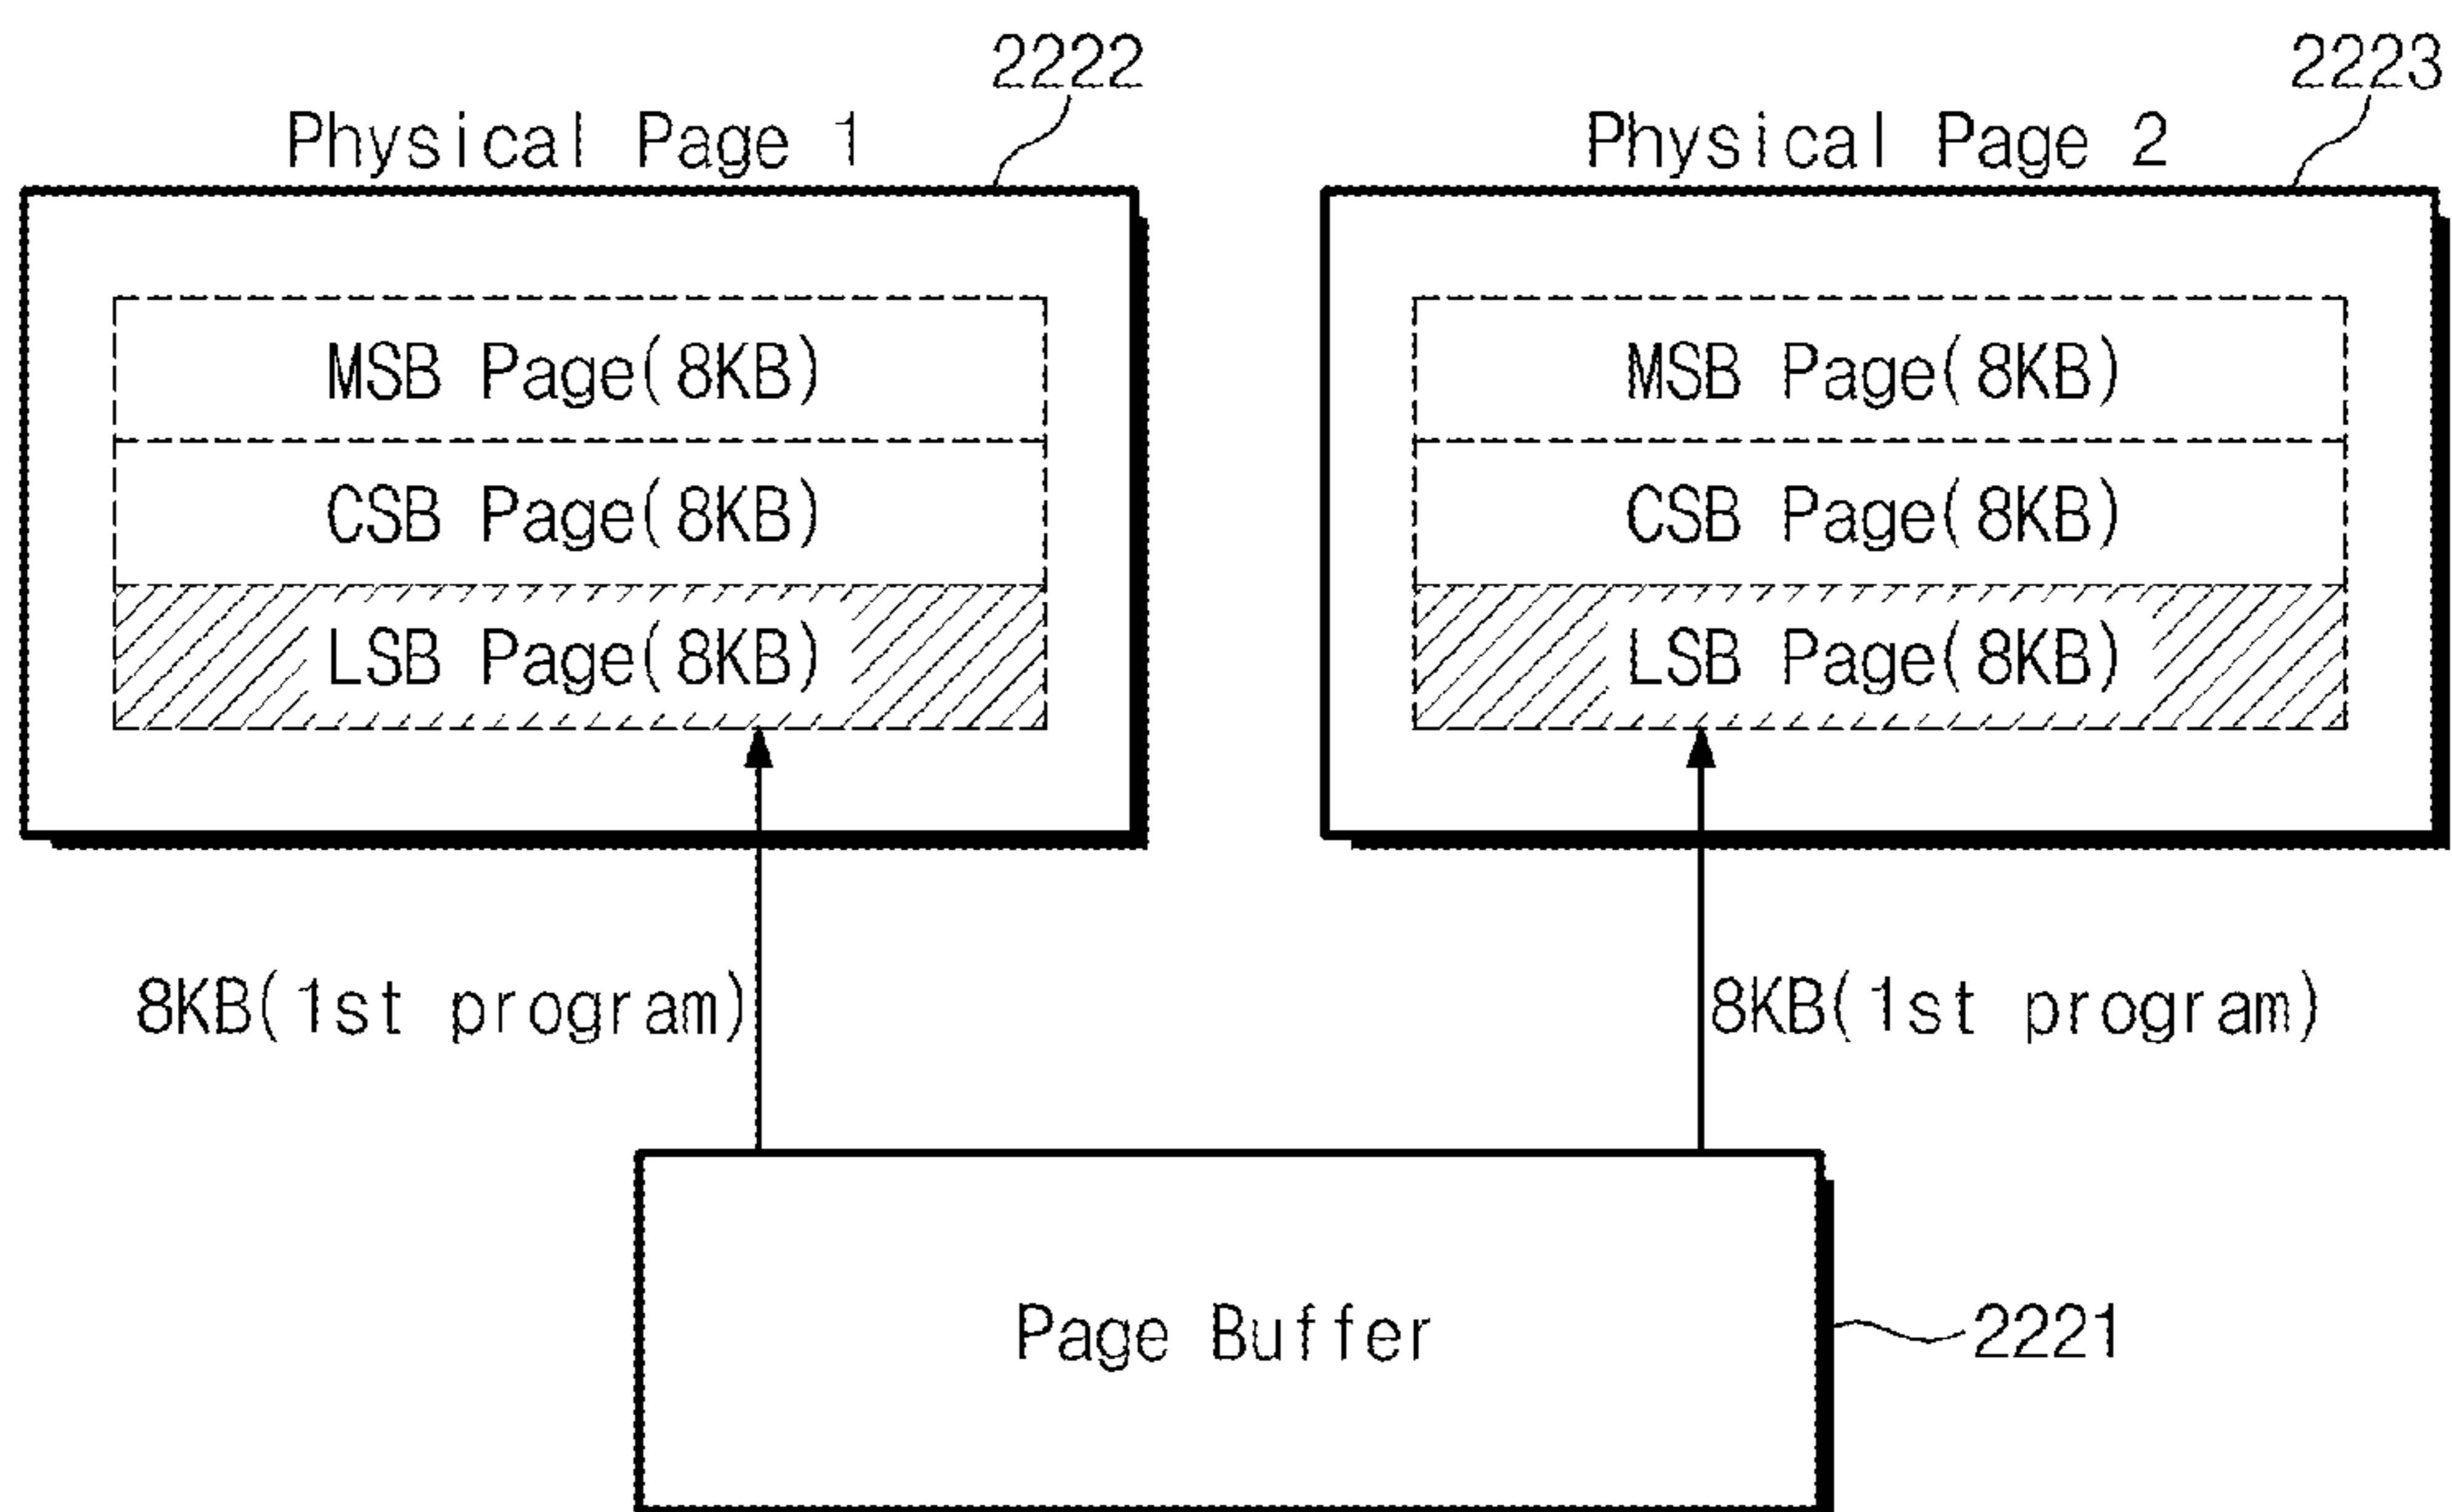 2222
2223
Physical Page 1
Physical Page 2
MSB Page(8KB)
MSB Page(8KB)
CSB Page(8KB)
CSB Page(8KB)
LSB Page(8KB)
LSB Page(8KB)
8KB(1st program)
8KB(1st program)
Page Buffer
2221